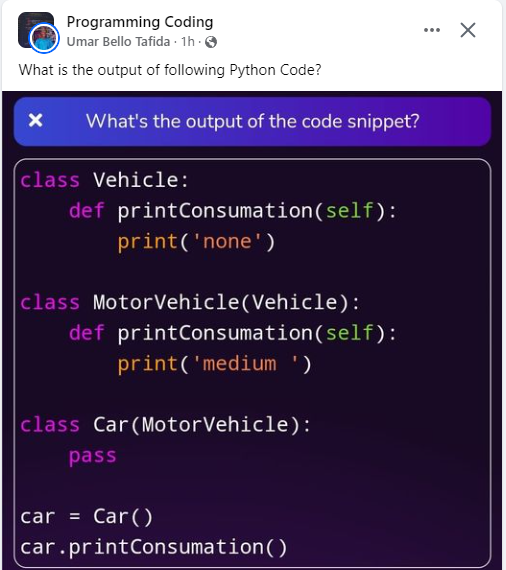 Programming Coding
Umar Bello Tafida · 1h ·
What is the output of following Python Code?
What's the output of the code snippet?
class Vehicle:
    def printConsumation(self):
        print('none')
class MotorVehicle(Vehicle):
    def printConsumation(self):
        print('medium ')
class Car(MotorVehicle):
    pass
car = Car()
car.printConsumation()